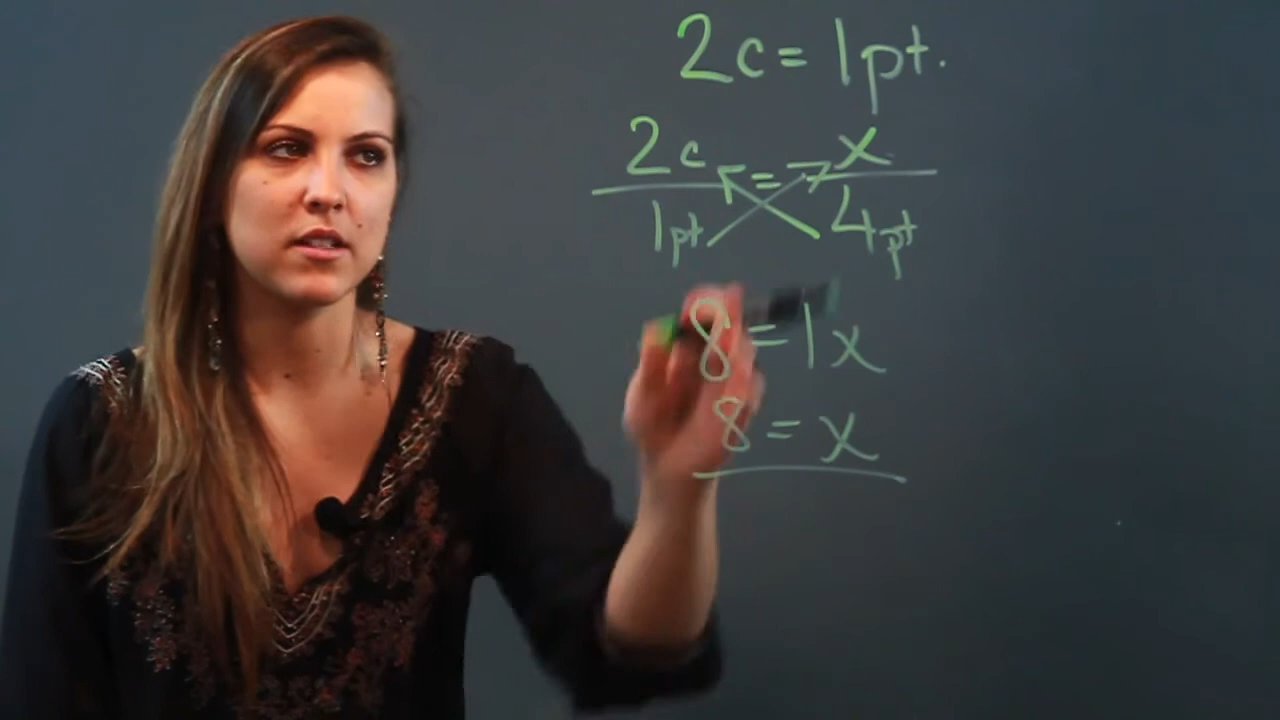 2c = 1pt.
2c = x
1pt 4pt
8 = 1x
8 = x